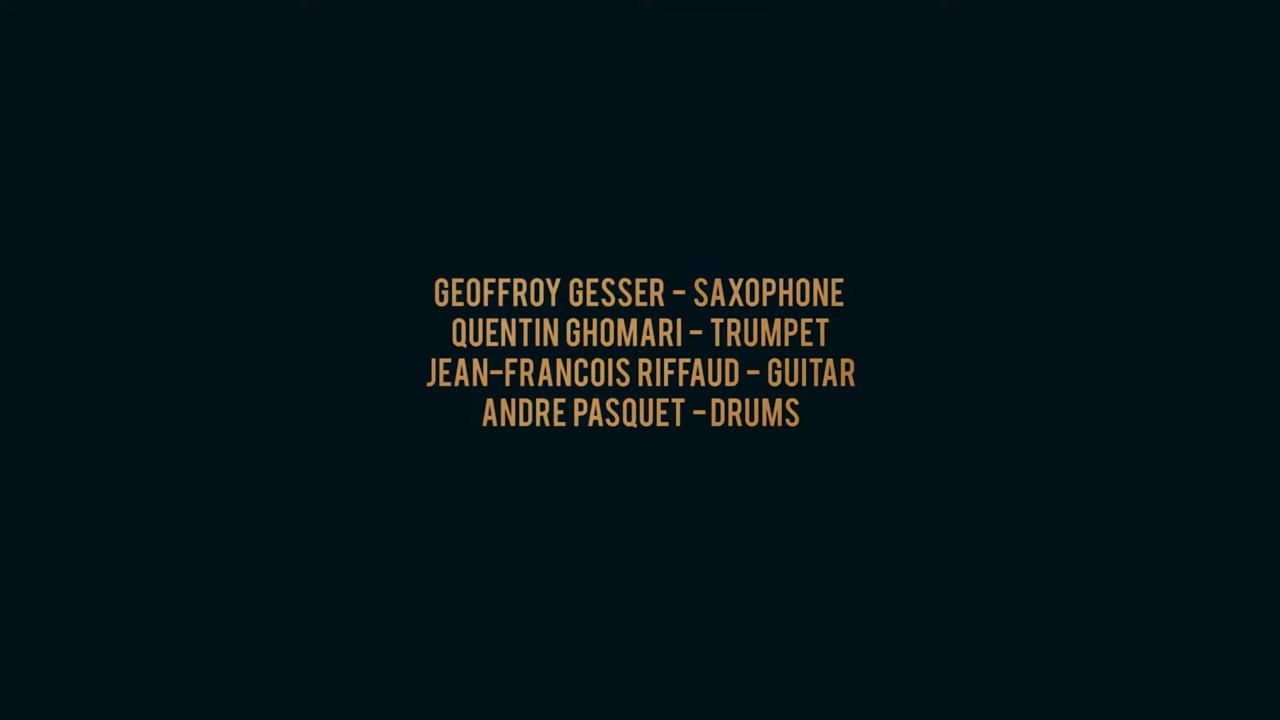 GEOFFROY GESSER - SAXOPHONE
QUENTIN GHOMARI - TRUMPET
JEAN-FRANCOIS RIFFAUD - GUITAR
ANDRE PASQUET -DRUMS